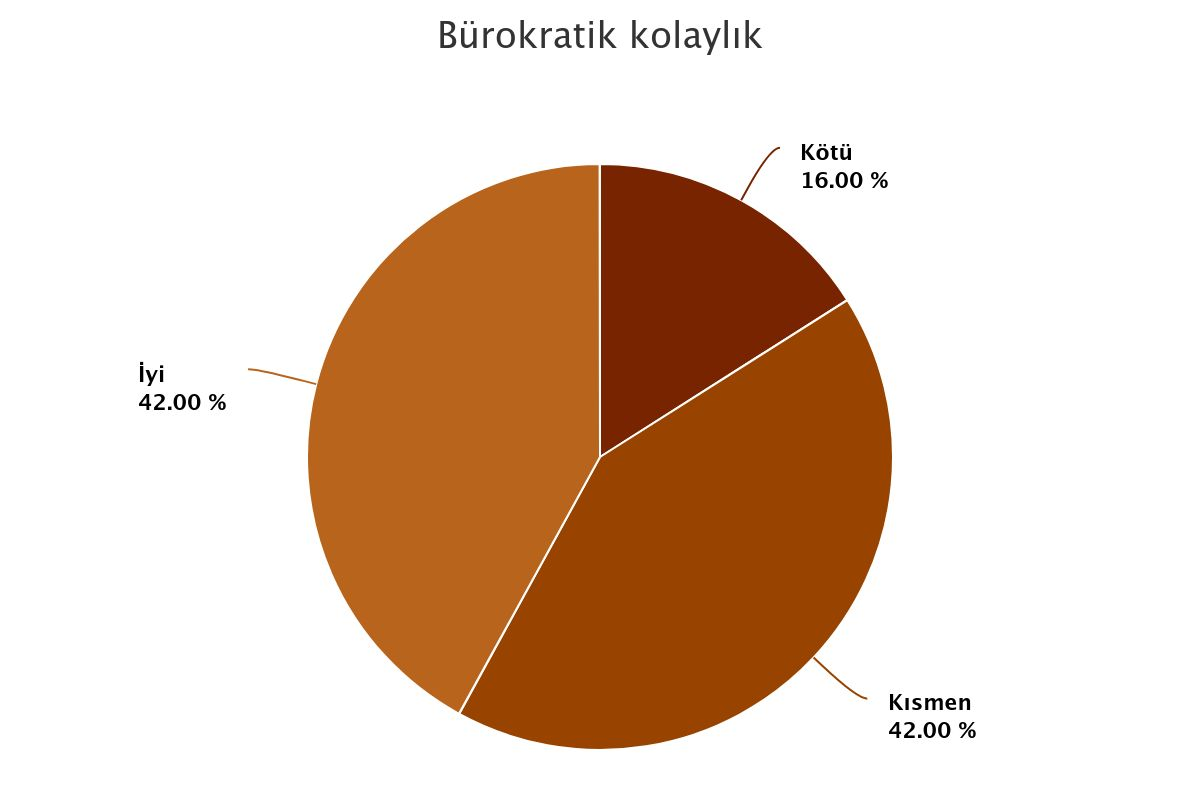 Bürokratik kolaylık
Kötü
16.00 %
İyi
42.00 %
Kısmen
42.00 %